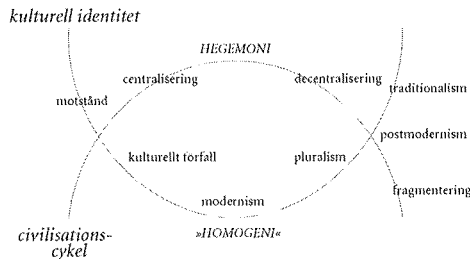 kulturell identitet
HEGEMONI
centralisering
decentralisering
traditionalism
motstånd
postmodernism
kulturellt förfall
pluralism
fragmentering
modernism
civilisations-
cykel
»HOMOGENI«